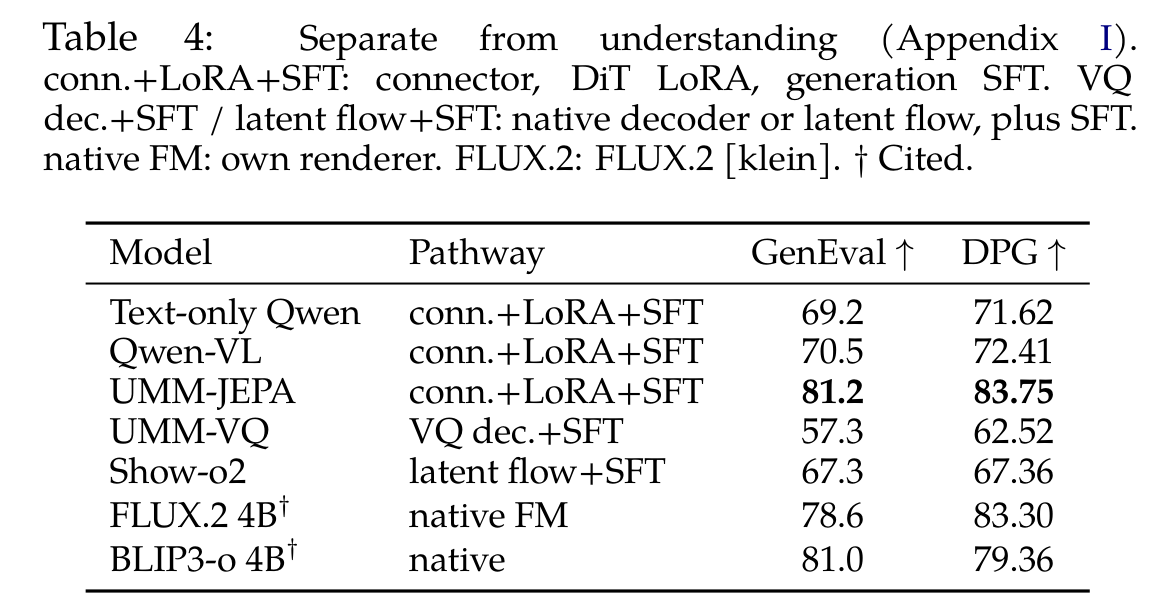 Table 4: Separate from understanding (Appendix I).
conn.+LoRA+SFT: connector, DiT LoRA, generation SFT. VQ
dec.+SFT / latent flow+SFT: native decoder or latent flow, plus SFT.
native FM: own renderer. FLUX.2: FLUX.2 [klein]. † Cited.
Model Pathway GenEval ↑ DPG ↑
Text-only Qwen conn.+LoRA+SFT 69.2 71.62
Qwen-VL conn.+LoRA+SFT 70.5 72.41
UMM-JEPA conn.+LoRA+SFT 81.2 83.75
UMM-VQ VQ dec.+SFT 57.3 62.52
Show-o2 latent flow+SFT 67.3 67.36
FLUX.2 4B† native FM 78.6 83.30
BLIP3-o 4B† native 81.0 79.36